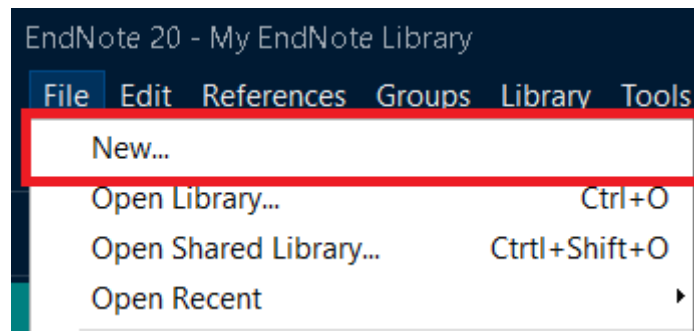 EndNote 20 - My EndNote Library
File Edit References Groups Library Tools
New...
Open Library... Ctrl+O
Open Shared Library... Ctrtl+Shift+O
Open Recent